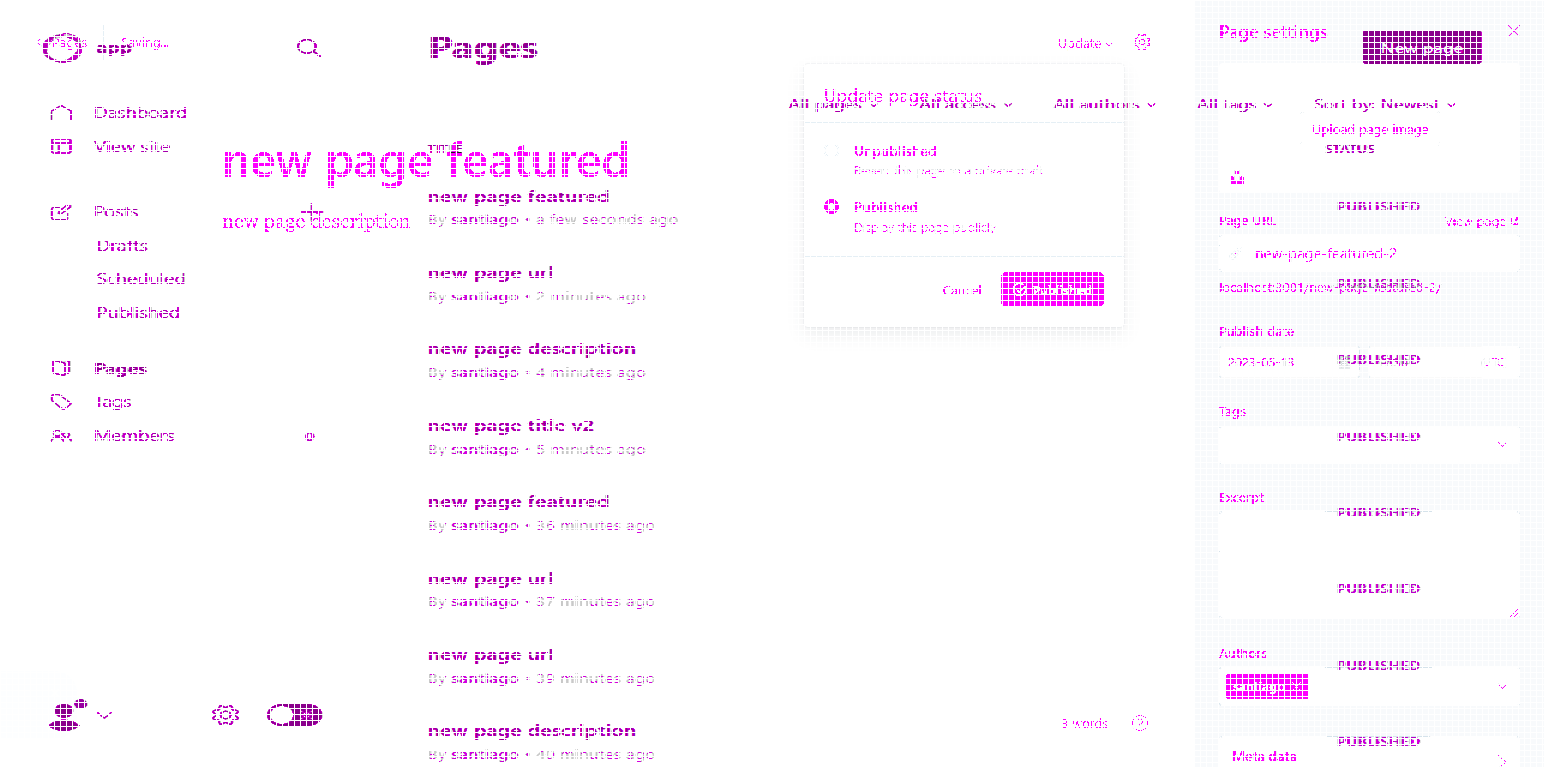 Pages
Saving...
app
Dashboard
View site
Posts
Drafts
Scheduled
Published
Pages
Tags
Members
Pages
New page
All pages
All access
All authors
All tags
Sort by: Newest
TITLE
STATUS
new page featured
By santiago • a few seconds ago
PUBLISHED
new page url
By santiago • 2 minutes ago
PUBLISHED
new page description
By santiago • 4 minutes ago
PUBLISHED
new page title v2
By santiago • 5 minutes ago
PUBLISHED
new page featured
By santiago • 36 minutes ago
PUBLISHED
new page url
By santiago • 37 minutes ago
PUBLISHED
new page url
By santiago • 39 minutes ago
PUBLISHED
new page description
By santiago • 40 minutes ago
PUBLISHED
new page featured
new page description
Update
Update page status
Unpublished
Revert this page to a private draft
Published
Display this page publicly
Cancel
9 words
Page settings
Upload page image
Page URL
View page
new-page-featured-2
localhost:3001/new-page-featured-2/
Publish date
2023-05-13
UTC
Tags
Excerpt
Authors
santiago
Meta data